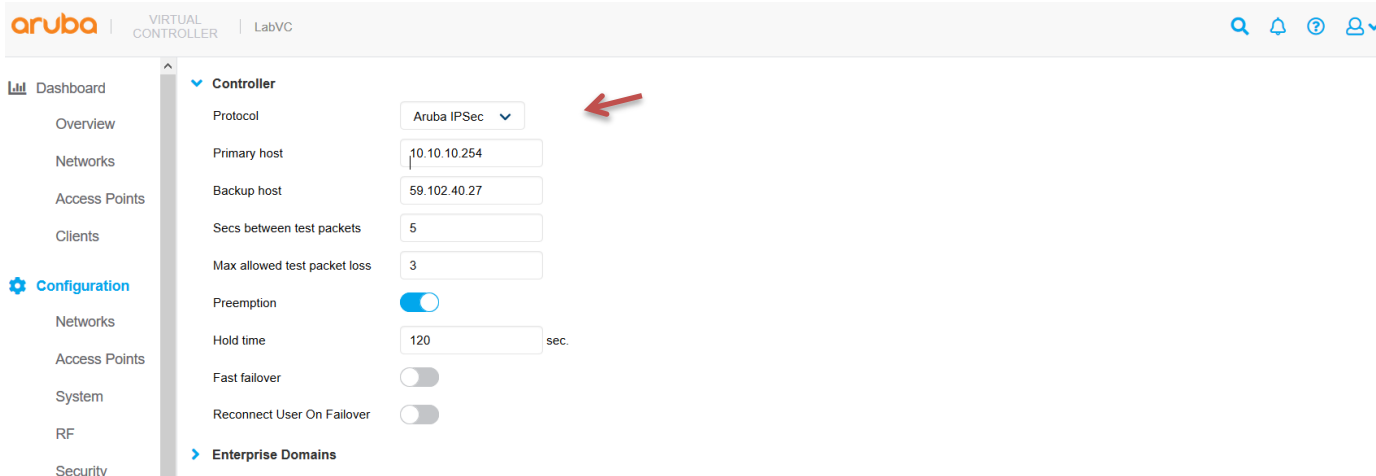 aruba
VIRTUAL
CONTROLLER
LabVC
Dashboard
Overview
Networks
Access Points
Clients
Configuration
Networks
Access Points
System
RF
Security
Controller
Protocol Aruba IPSec
Primary host 10.10.10.254
Backup host 59.102.40.27
Secs between test packets 5
Max allowed test packet loss 3
Preemption
Hold time 120 sec.
Fast failover
Reconnect User On Failover
Enterprise Domains